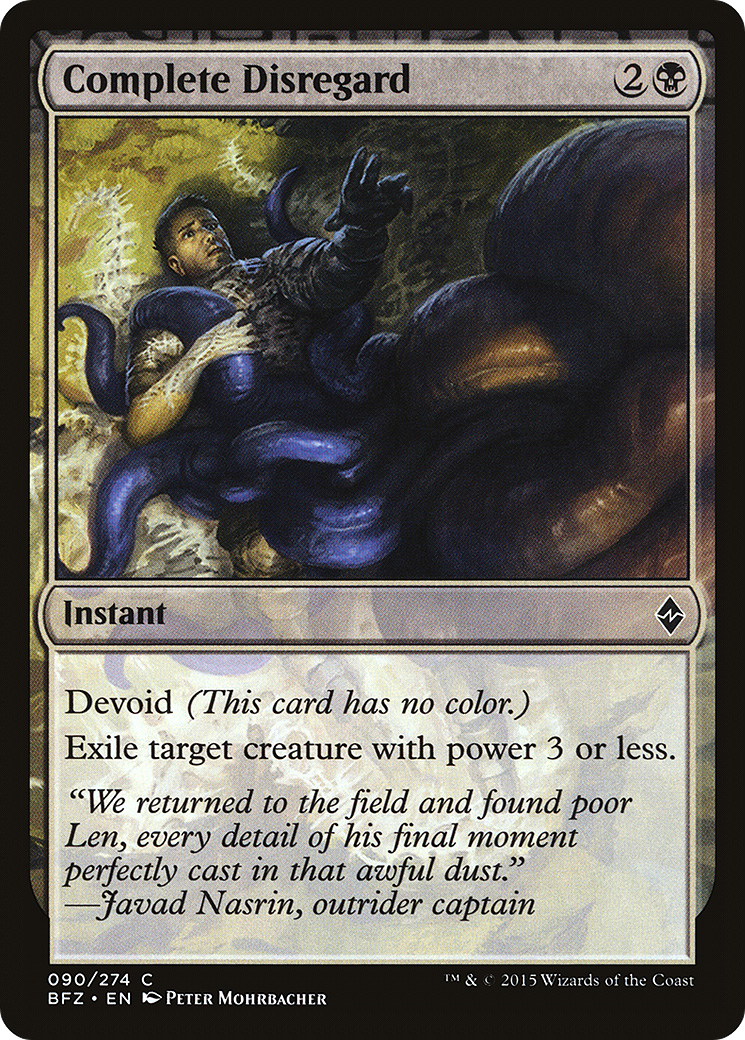 Complete Disregard 2
Instant
Devoid (This card has no color.)
Exile target creature with power 3 or less.
“We returned to the field and found poor
Len, every detail of his final moment
perfectly cast in that awful dust.”
—Javad Nasrin, outrider captain
090/274 C
BFZ • EN Peter Mohrbacher
™ & © 2015 Wizards of the Coast